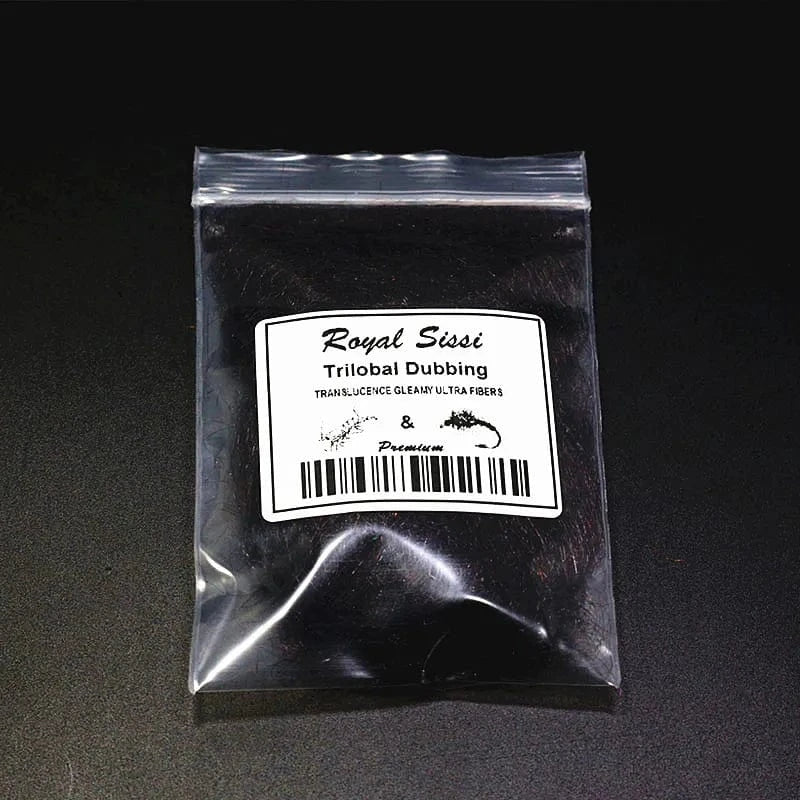 Royal Sissi
Trilobal Dubbing
TRANSLUCENCE GLEAMY ULTRA FIBERS
&
Premium